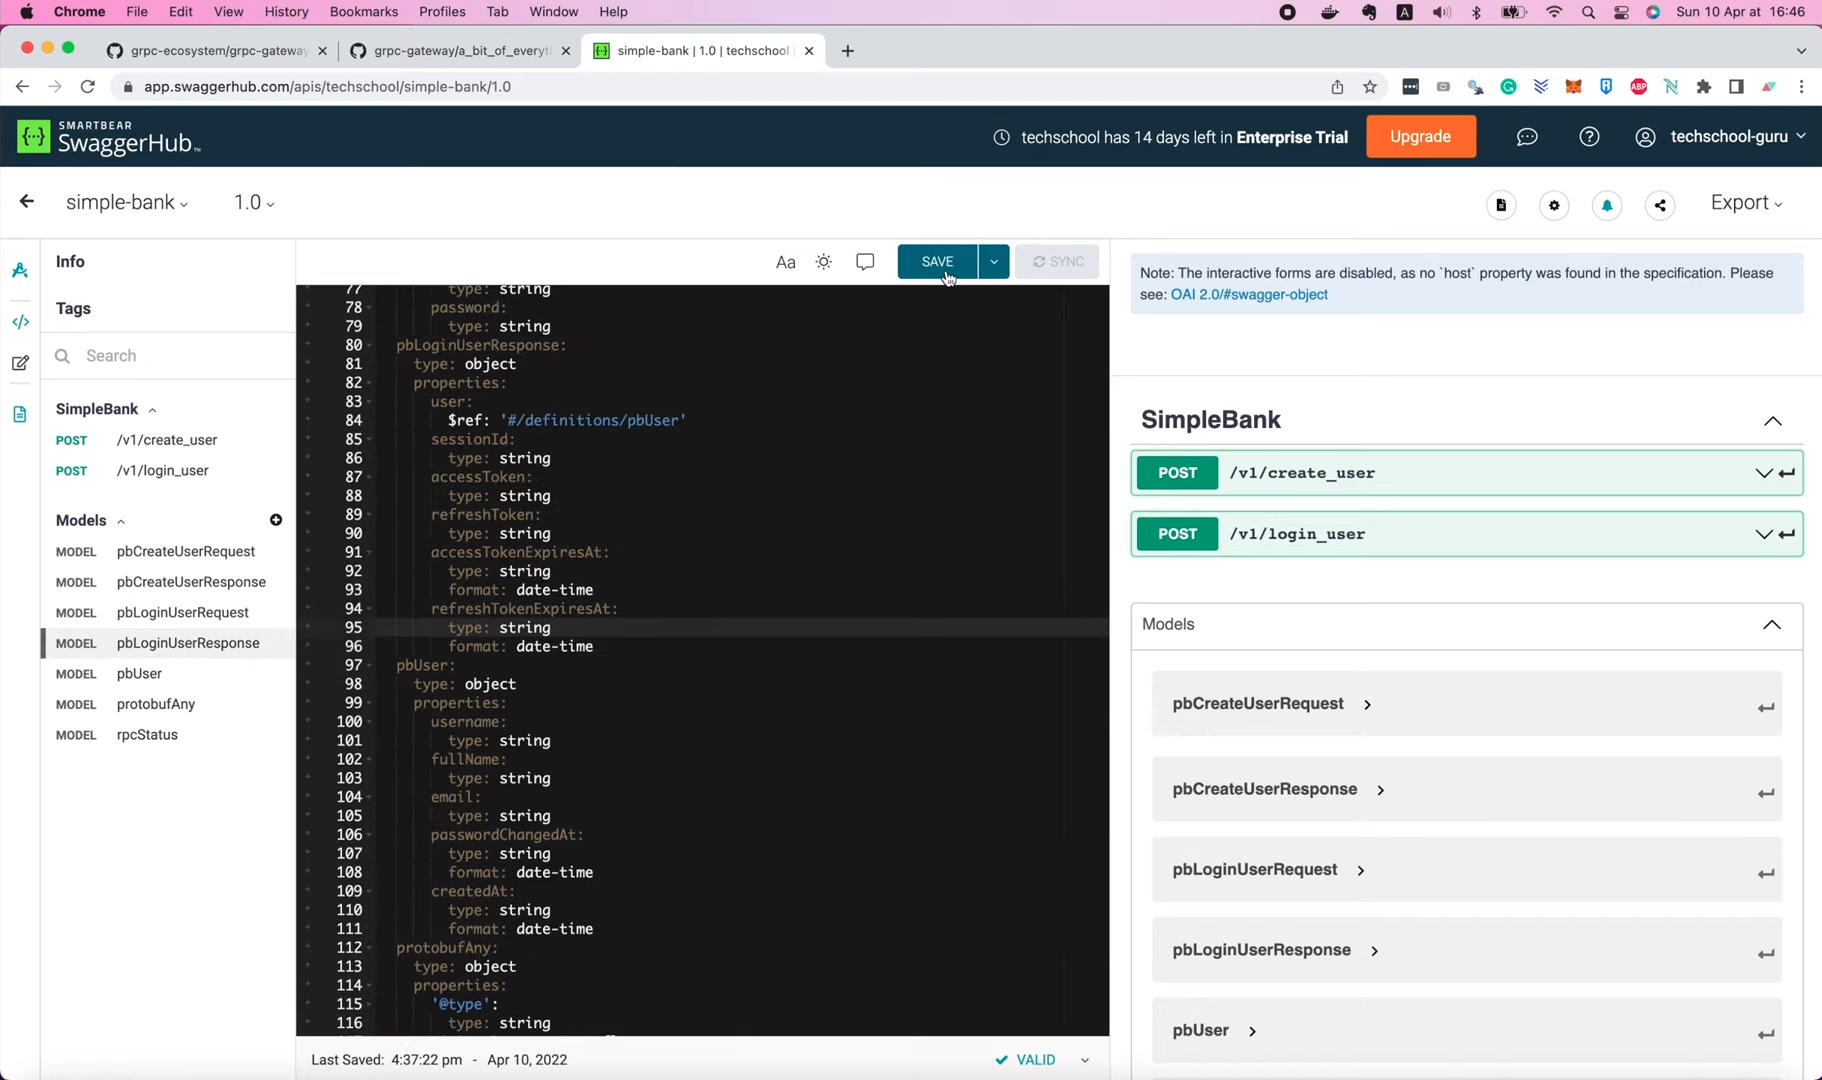 Chrome File Edit View History Bookmarks Profiles Tab Window Help A Sun 10 Apr at 16:46
grpc-ecosystem/grpc-gateway grpc-gateway/a_bit_of_everyt simple-bank | 1.0 | techschool
app.swaggerhub.com/apis/techschool/simple-bank/1.0 ABP
SMARTBEAR
SwaggerHub™
techschool has 14 days left in Enterprise Trial Upgrade techschool-guru
simple-bank 1.0 Export
Info
Tags
Search
SimpleBank
POST /v1/create_user
POST /v1/login_user
Models
MODEL pbCreateUserRequest
MODEL pbCreateUserResponse
MODEL pbLoginUserRequest
MODEL pbLoginUserResponse
MODEL pbUser
MODEL protobufAny
MODEL rpcStatus
Aa SAVE SYNC
77 type: string
78 password:
79 type: string
80 pbLoginUserResponse:
81 type: object
82 properties:
83 user:
84 $ref: '#/definitions/pbUser'
85 sessionId:
86 type: string
87 accessToken:
88 type: string
89 refreshToken:
90 type: string
91 accessTokenExpiresAt:
92 type: string
93 format: date-time
94 refreshTokenExpiresAt:
95 type: string
96 format: date-time
97 pbUser:
98 type: object
99 properties:
100 username:
101 type: string
102 fullName:
103 type: string
104 email:
105 type: string
106 passwordChangedAt:
107 type: string
108 format: date-time
109 createdAt:
110 type: string
111 format: date-time
112 protobufAny:
113 type: object
114 properties:
115 '@type':
116 type: string
Last Saved: 4:37:22 pm - Apr 10, 2022 VALID
Note: The interactive forms are disabled, as no `host` property was found in the specification. Please
see: OAI 2.0/#swagger-object
SimpleBank
POST /v1/create_user
POST /v1/login_user
Models
pbCreateUserRequest
pbCreateUserResponse
pbLoginUserRequest
pbLoginUserResponse
pbUser